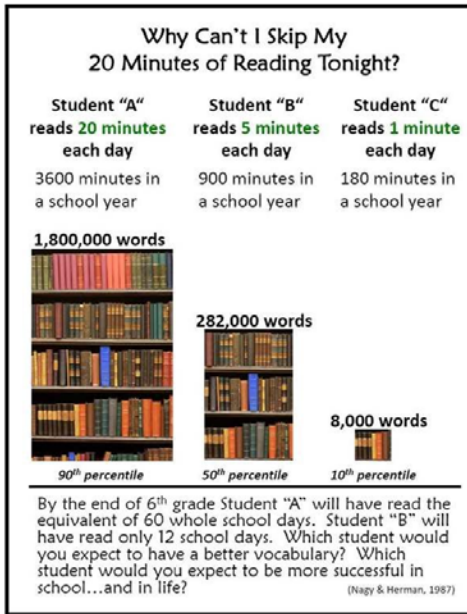 Why Can't I Skip My
20 Minutes of Reading Tonight?
Student "A"
reads 20 minutes
each day
3600 minutes in
a school year
1,800,000 words
90th percentile
Student "B"
reads 5 minutes
each day
900 minutes in
a school year
282,000 words
50th percentile
Student "C"
reads 1 minute
each day
180 minutes in
a school year
8,000 words
10th percentile
By the end of 6th grade Student "A" will have read the
equivalent of 60 whole school days. Student "B" will
have read only 12 school days. Which student would
you expect to have a better vocabulary? Which
student would you expect to be more successful in
school...and in life?
(Nagy & Herman, 1987)